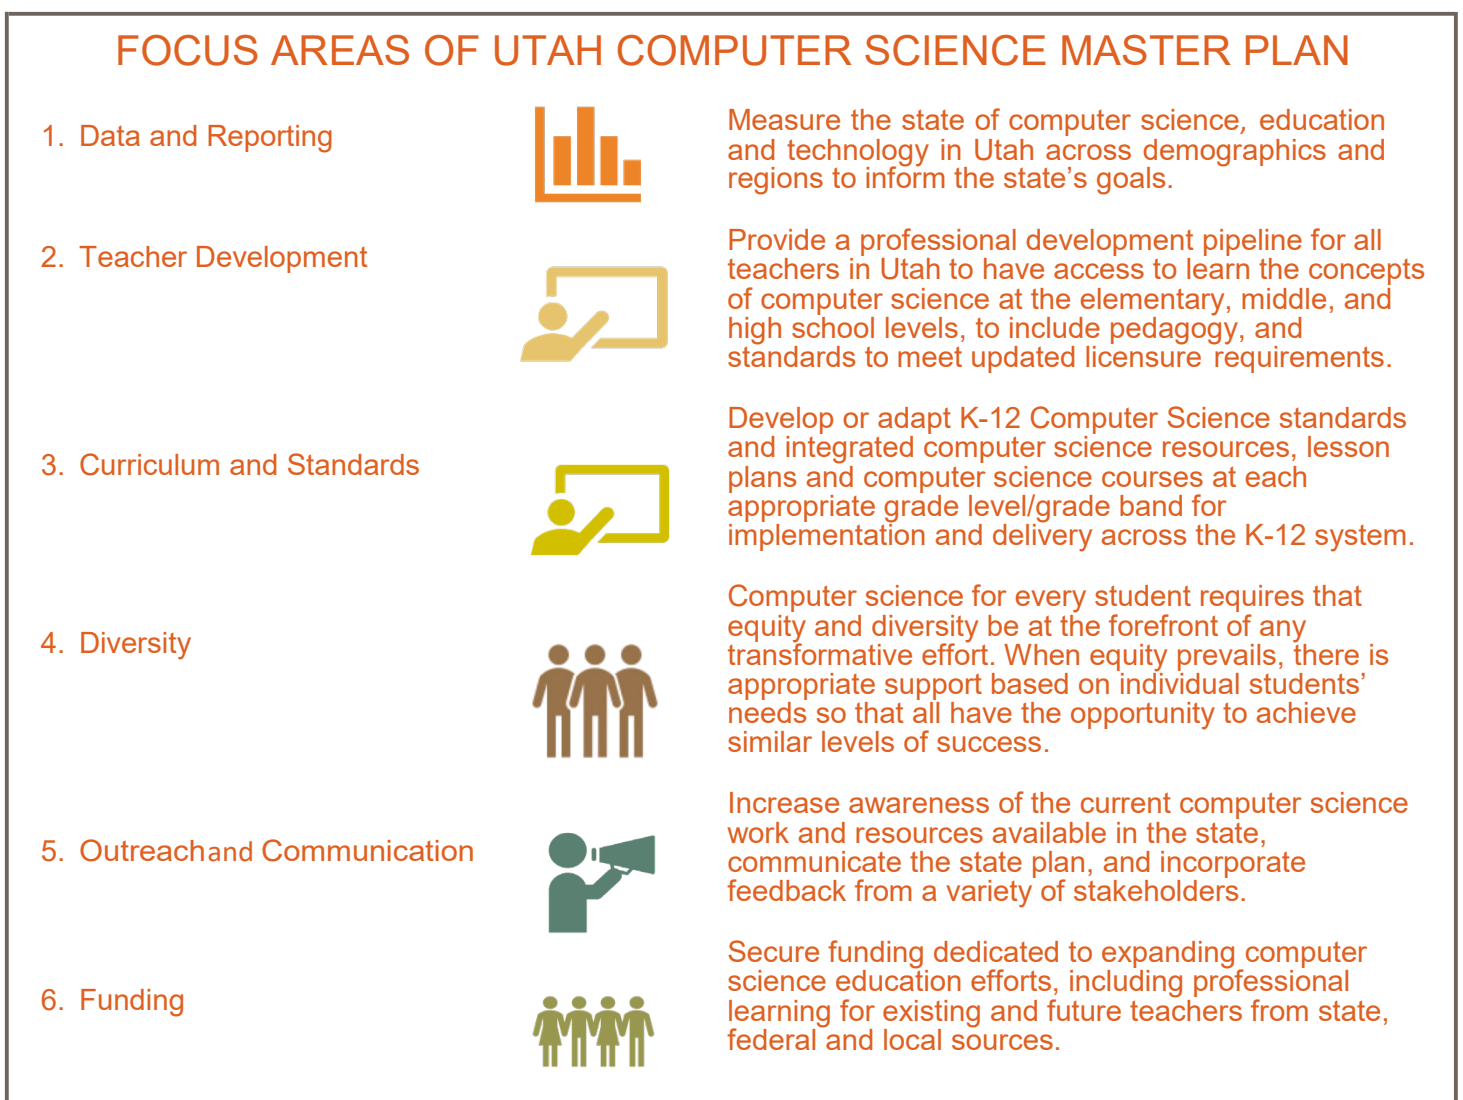 FOCUS AREAS OF UTAH COMPUTER SCIENCE MASTER PLAN
1. Data and Reporting
Measure the state of computer science, education
and technology in Utah across demographics and
regions to inform the state’s goals.
2. Teacher Development
Provide a professional development pipeline for all
teachers in Utah to have access to learn the concepts
of computer science at the elementary, middle, and
high school levels, to include pedagogy, and
standards to meet updated licensure requirements.
3. Curriculum and Standards
Develop or adapt K-12 Computer Science standards
and integrated computer science resources, lesson
plans and computer science courses at each
appropriate grade level/grade band for
implementation and delivery across the K-12 system.
4. Diversity
Computer science for every student requires that
equity and diversity be at the forefront of any
transformative effort. When equity prevails, there is
appropriate support based on individual students’
needs so that all have the opportunity to achieve
similar levels of success.
5. Outreach and Communication
Increase awareness of the current computer science
work and resources available in the state,
communicate the state plan, and incorporate
feedback from a variety of stakeholders.
6. Funding
Secure funding dedicated to expanding computer
science education efforts, including professional
learning for existing and future teachers from state,
federal and local sources.